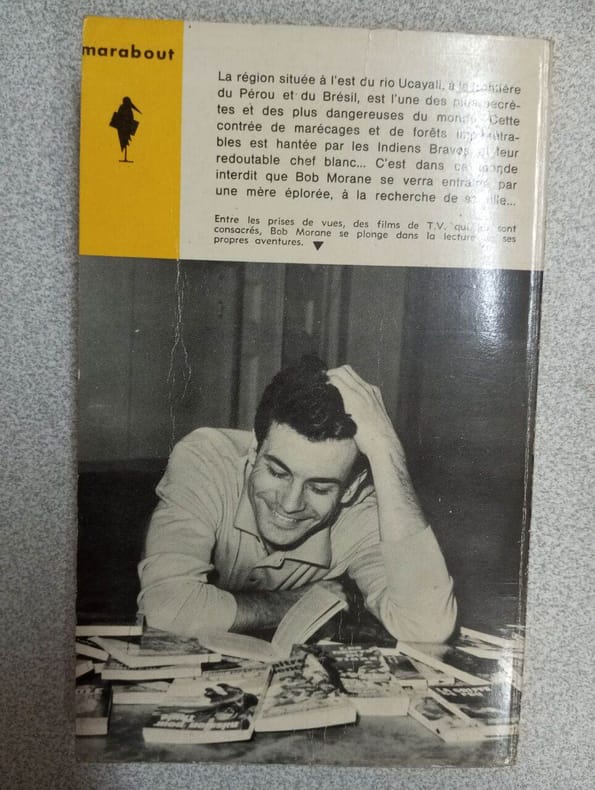 marabout
La région située à l'est du rio Ucayali, à la frontière
du Pérou et du Brésil, est l'une des plus secrè-
tes et des plus dangereuses du monde. Cette
contrée de marécages et de forêts impénétra-
bles est hantée par les Indiens Bravos et leur
redoutable chef blanc... C'est dans ce monde
interdit que Bob Morane se verra entraîné par
une mère éplorée, à la recherche de sa fille...
Entre les prises de vues, des films de T.V. qui lui sont
consacrés, Bob Morane se plonge dans la lecture de ses
propres aventures. ▼